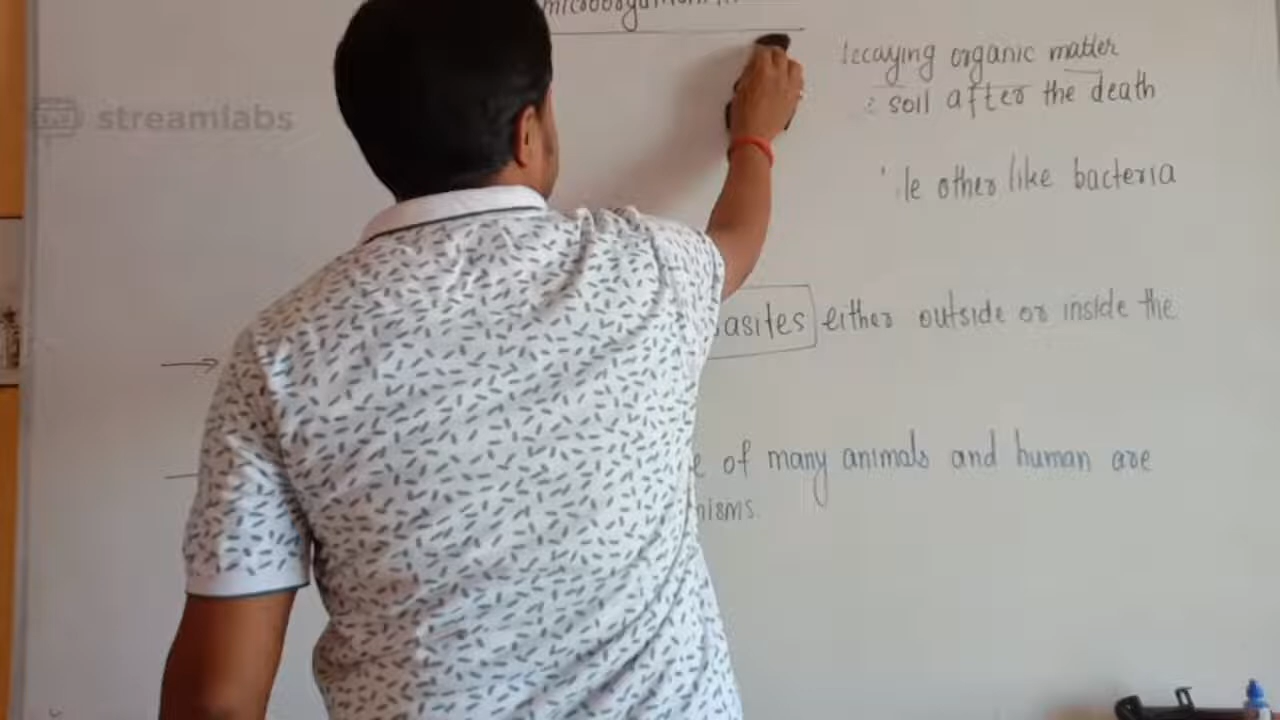 streamlabs
decaying organic matter
soil after the death
other like bacteria
asites either outside or inside the
e of many animals and human are
nisms.